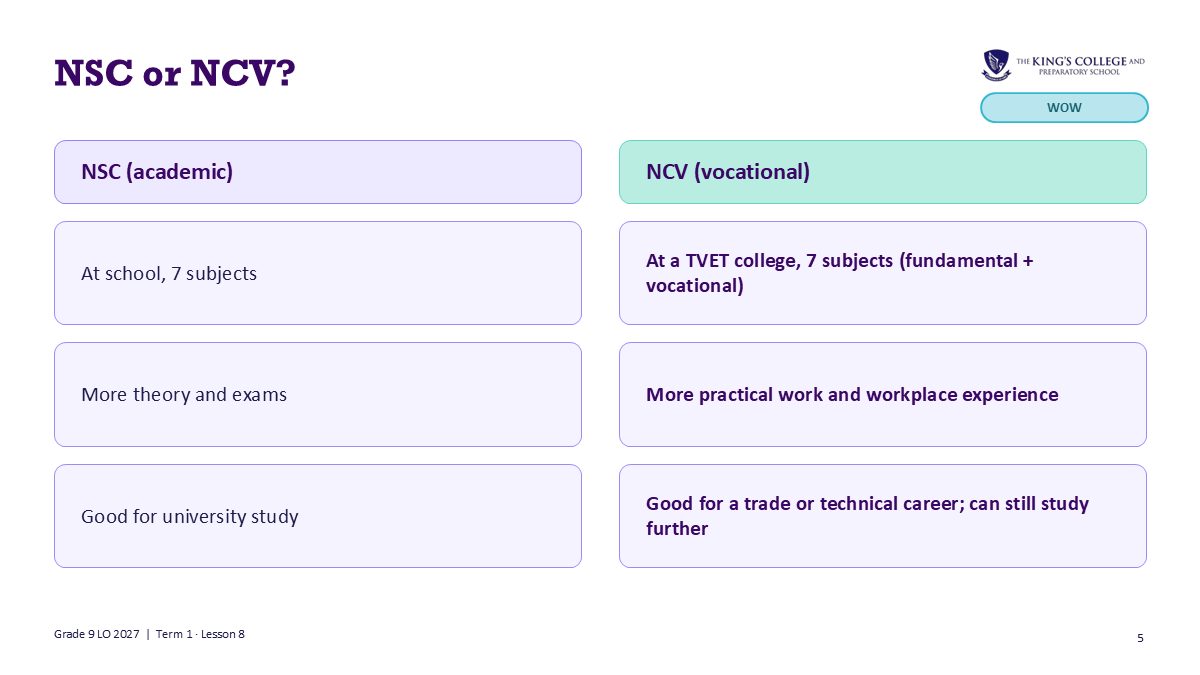 NSC or NCV?
THE KING'S COLLEGE AND
PREPARATORY SCHOOL
WOW
NSC (academic)
NCV (vocational)
At school, 7 subjects
At a TVET college, 7 subjects (fundamental +
vocational)
More theory and exams
More practical work and workplace experience
Good for university study
Good for a trade or technical career; can still study
further
Grade 9 LO 2027 | Term 1 · Lesson 8
5